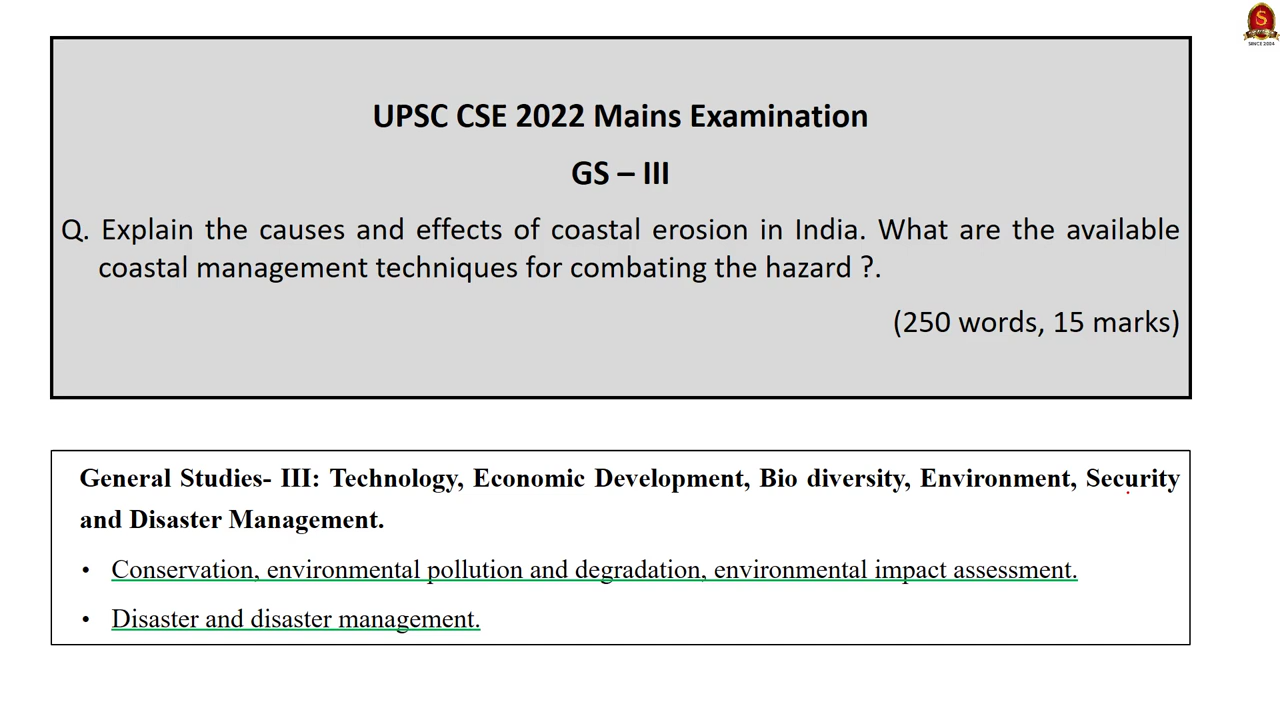 UPSC CSE 2022 Mains Examination
GS – III
Q. Explain the causes and effects of coastal erosion in India. What are the available
coastal management techniques for combating the hazard ?.
(250 words, 15 marks)
General Studies- III: Technology, Economic Development, Bio diversity, Environment, Security
and Disaster Management.
• Conservation, environmental pollution and degradation, environmental impact assessment.
• Disaster and disaster management.
S
SINCE 2004